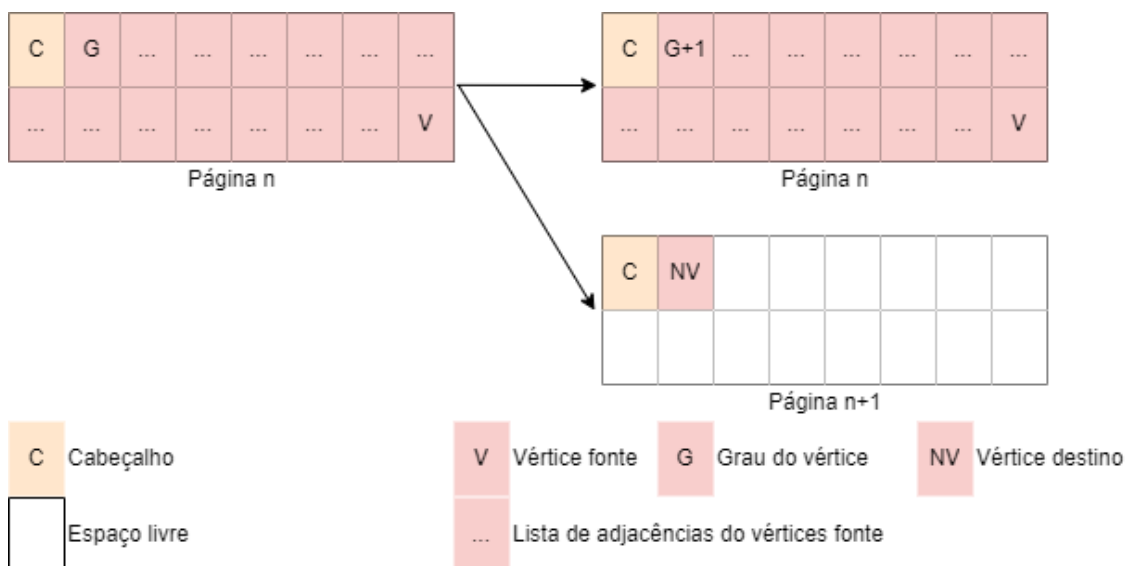 C G ... ... ... ... ... ... C G+1 ... ... ... ... ... ...
... ... ... ... ... ... ... V ... ... ... ... ... ... ... V
Página n Página n
C NV
Página n+1
C Cabeçalho V Vértice fonte G Grau do vértice NV Vértice destino
Espaço livre ... Lista de adjacências do vértices fonte